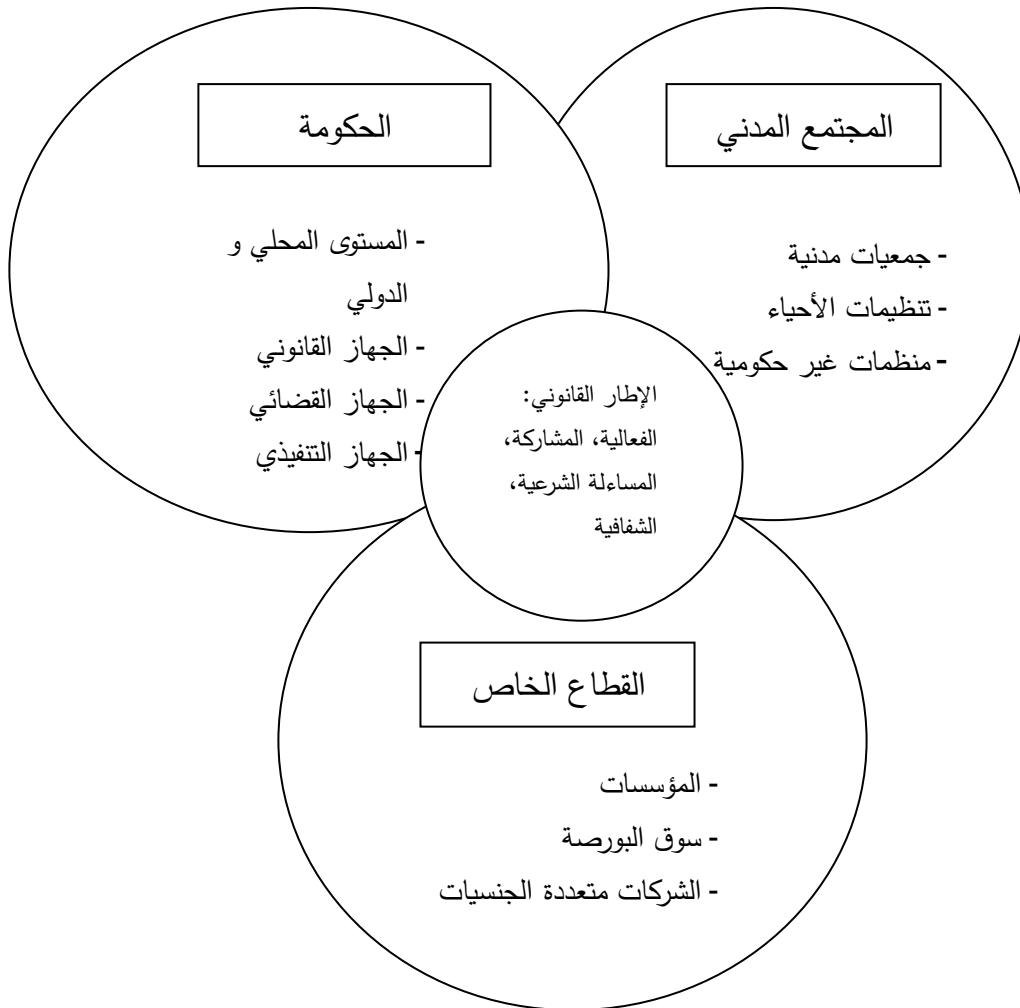 المجتمع المدني
- جمعيات مدنية
- تنظيمات الأحياء
- منظمات غير حكومية
الحكومة
- المستوى المحلي و
الدولي
- الجهاز القانوني
- الجهاز القضائي
- الجهاز التنفيذي
الإطار القانوني:
الفعالية، المشاركة،
المساءلة الشرعية،
الشفافية
القطاع الخاص
- المؤسسات
- سوق البورصة
- الشركات متعددة الجنسيات